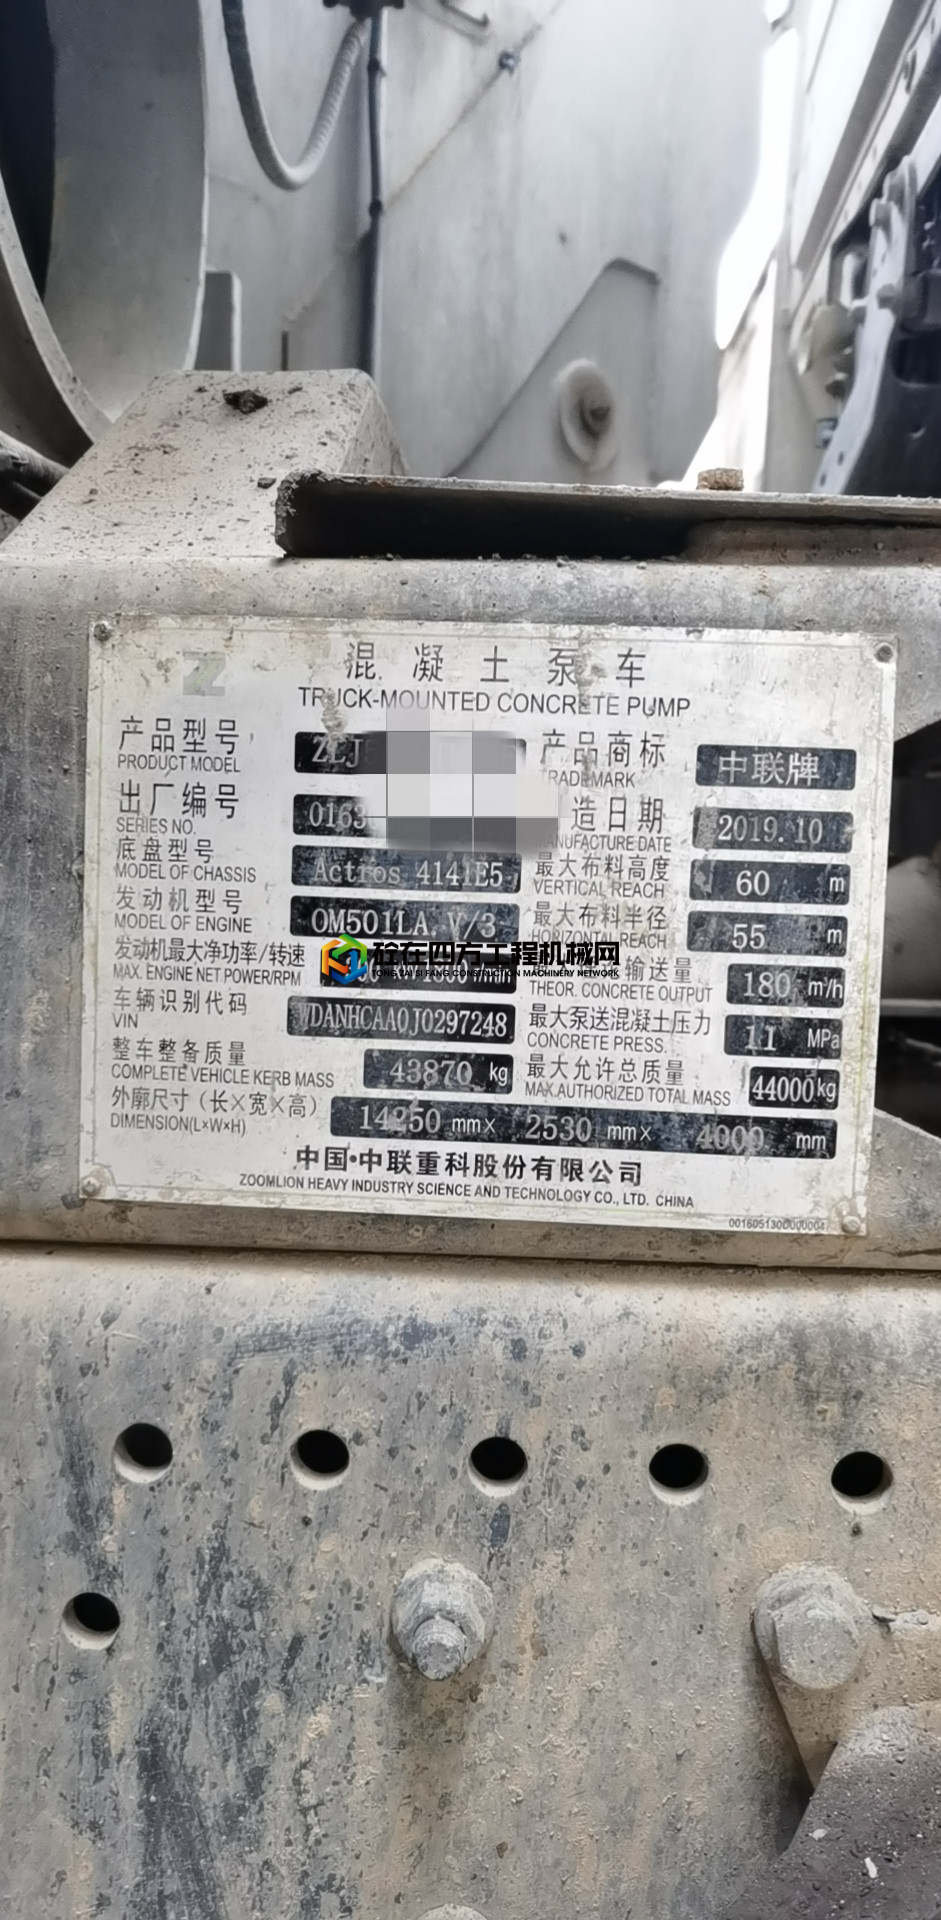 混凝土泵车
TRUCK-MOUNTED CONCRETE PUMP
产品型号 产品商标 中联牌
PRODUCT MODEL TRADEMARK
出厂编号 造日期 2019.10
SERIES NO. MANUFACTURE DATE
底盘型号 Actros 4141E5 最大布料高度 60 m
MODEL OF CHASSIS VERTICAL REACH
发动机型号 OM501LA.V/3 最大布料半径 55 m
MODEL OF ENGINE HORIZONTAL REACH
发动机最大净功率/转速 输送量 180 m³/h
MAX. ENGINE NET POWER/RPM THEOR. CONCRETE OUTPUT
车辆识别代码 WDANHCAA0J0297248 最大泵送混凝土压力 11 MPa
VIN CONCRETE PRESS.
整车整备质量 43870 kg 最大允许总质量 44000kg
COMPLETE VEHICLE KERB MASS MAX.AUTHORIZED TOTAL MASS
外廓尺寸（长×宽×高） 14250 mm× 2530 mm× 4000 mm
DIMENSION(L×W×H)
中国·中联重科股份有限公司
ZOOMLION HEAVY INDUSTRY SCIENCE AND TECHNOLOGY CO., LTD. CHINA
砼在四方工程机械网
TONG ZAI SI FANG CONSTRUCTION MACHINERY NETWORK